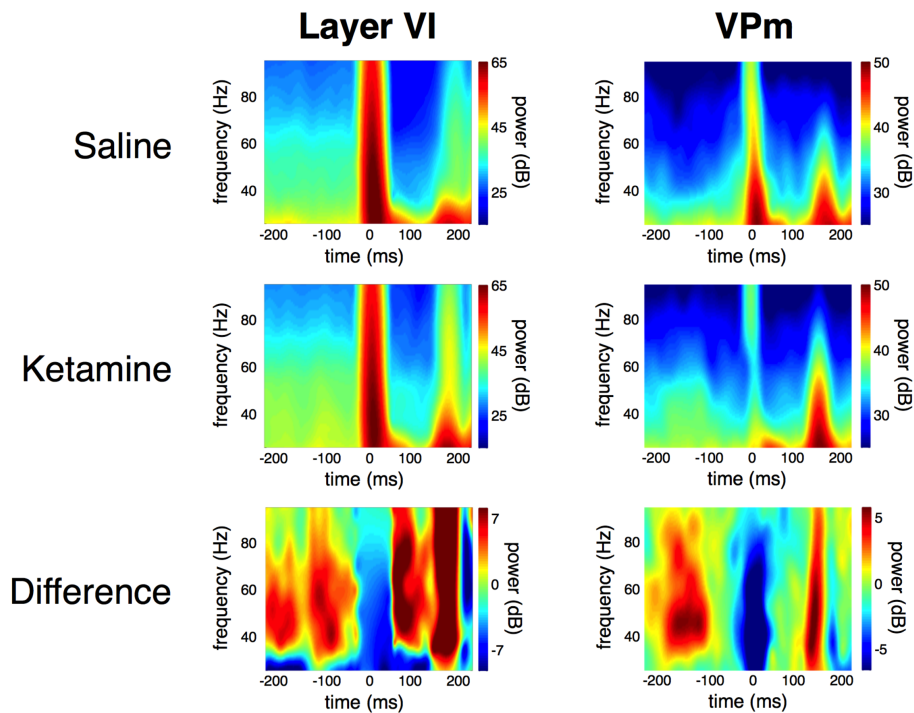 Layer VI
VPm
Saline
frequency (Hz)
80
60
40
-200 -100 0 100 200
time (ms)
65
45
25
power (dB)
frequency (Hz)
80
60
40
-200 -100 0 100 200
time (ms)
50
40
30
power (dB)
Ketamine
frequency (Hz)
80
60
40
-200 -100 0 100 200
time (ms)
65
45
25
power (dB)
frequency (Hz)
80
60
40
-200 -100 0 100 200
time (ms)
50
40
30
power (dB)
Difference
frequency (Hz)
80
60
40
-200 -100 0 100 200
time (ms)
7
0
-7
power (dB)
frequency (Hz)
80
60
40
-200 -100 0 100 200
time (ms)
5
0
-5
power (dB)